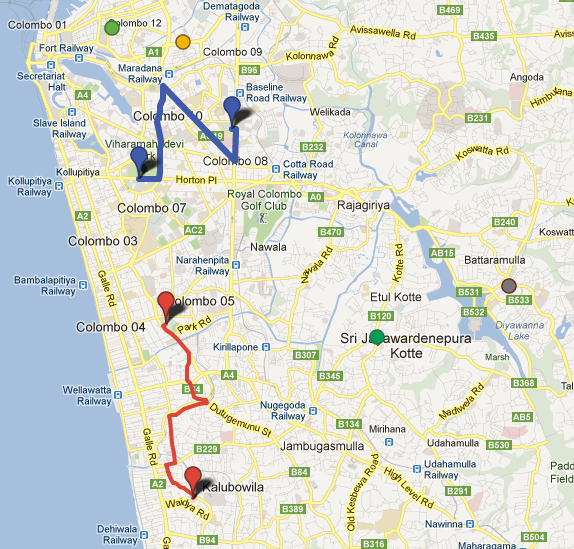 Dematagoda
Railway
B469
Colombo 01
Colombo 12
Avissawella Rd
B435
Fort Railway
A1
Colombo 09
Kolonnawa Rd
Secretariat
Halt
Maradana
Railway
B96
Angoda
A4
Baseline
Road Railway
Himbutana
Welikada
B231
Slave Island
Railway
Kolonnawa
Canal
Viharamahadevi
B232
Koswatta Rd
Colombo 08
Cotta Road
Railway
Kollupitiya
Kollupitiya
Railway
Horton Pl
A0
Royal Colombo
Golf Club
Rajagiriya
Colombo 07
A2
B240
AC2
B470
Koswatt
Colombo 03
Nawala
AB15
Kotte Rd
Battaramulla
Narahenpita
Railway
Nawala Rd
Bambalapitiya
Railway
Galle Rd
B531
B533
Etul Kotte
Colombo 05
B532
B120
Diyawanna
Lake
Colombo 04
Park Rd
Sri Jayawardenepura
Kotte
Kirillapone
B307
Marsh
A4
B345
B368
Wellawatta
Railway
B84
Madiwela Rd
Nugegoda
Railway
AB5
Dutugemunu St
B134
Mirihana
Galle Rd
Jambugasmulla
Udahamulla
B530
B229
Old Kesbewa Road
High Level Rd
Udahamulla
Railway
Padd
Field
B84
A2
Kalubowila
B291
Waidya Rd
B389
Nawinna
Dehiwala
Railway
B94
B316
Maharagama
A2